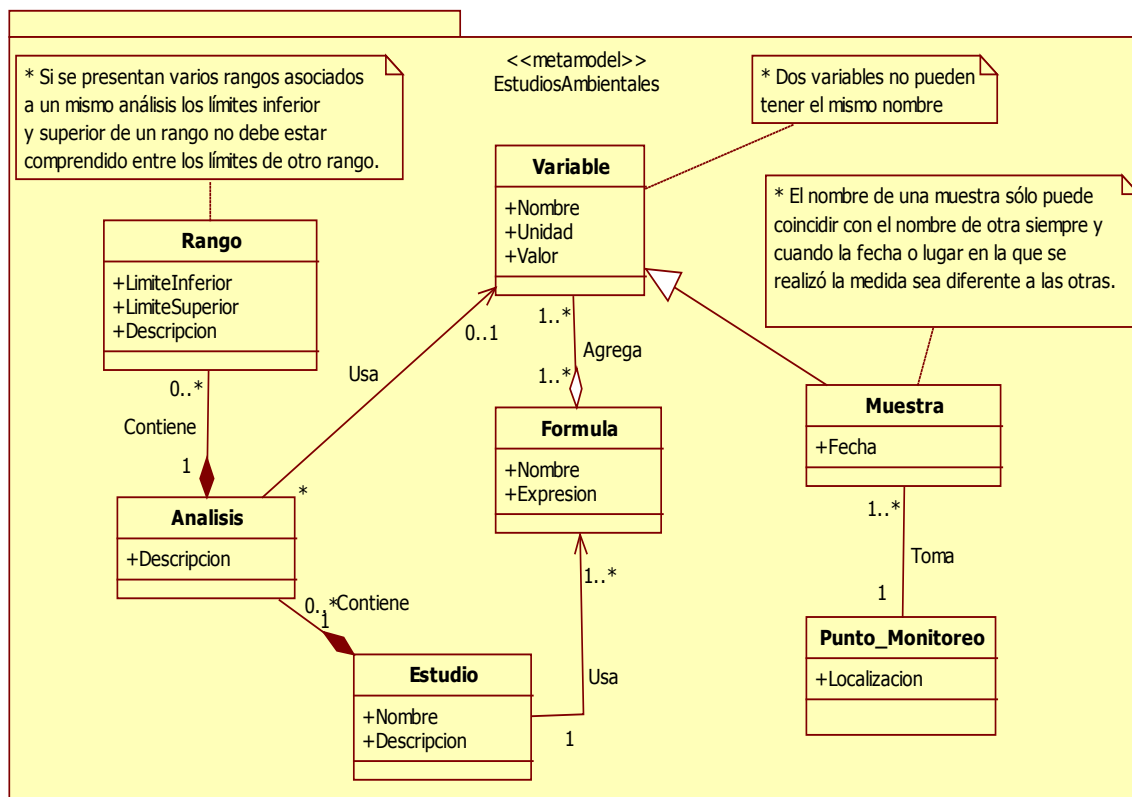 <<metamodel>>
EstudiosAmbientales
* Si se presentan varios rangos asociados
a un mismo análisis los límites inferior
y superior de un rango no debe estar
comprendido entre los límites de otro rango.
* Dos variables no pueden
tener el mismo nombre
* El nombre de una muestra sólo puede
coincidir con el nombre de otra siempre y
cuando la fecha o lugar en la que se
realizó la medida sea diferente a las otras.
Variable
+Nombre
+Unidad
+Valor
Rango
+LimiteInferior
+LimiteSuperior
+Descripcion
0..*
Contiene
1
Usa
0..1
*
1..*
Agrega
1..*
Formula
+Nombre
+Expresion
Muestra
+Fecha
1..*
Toma
1
Punto_Monitoreo
+Localizacion
Analisis
+Descripcion
0..*
Contiene
1
Estudio
+Nombre
+Descripcion
1..*
Usa
1